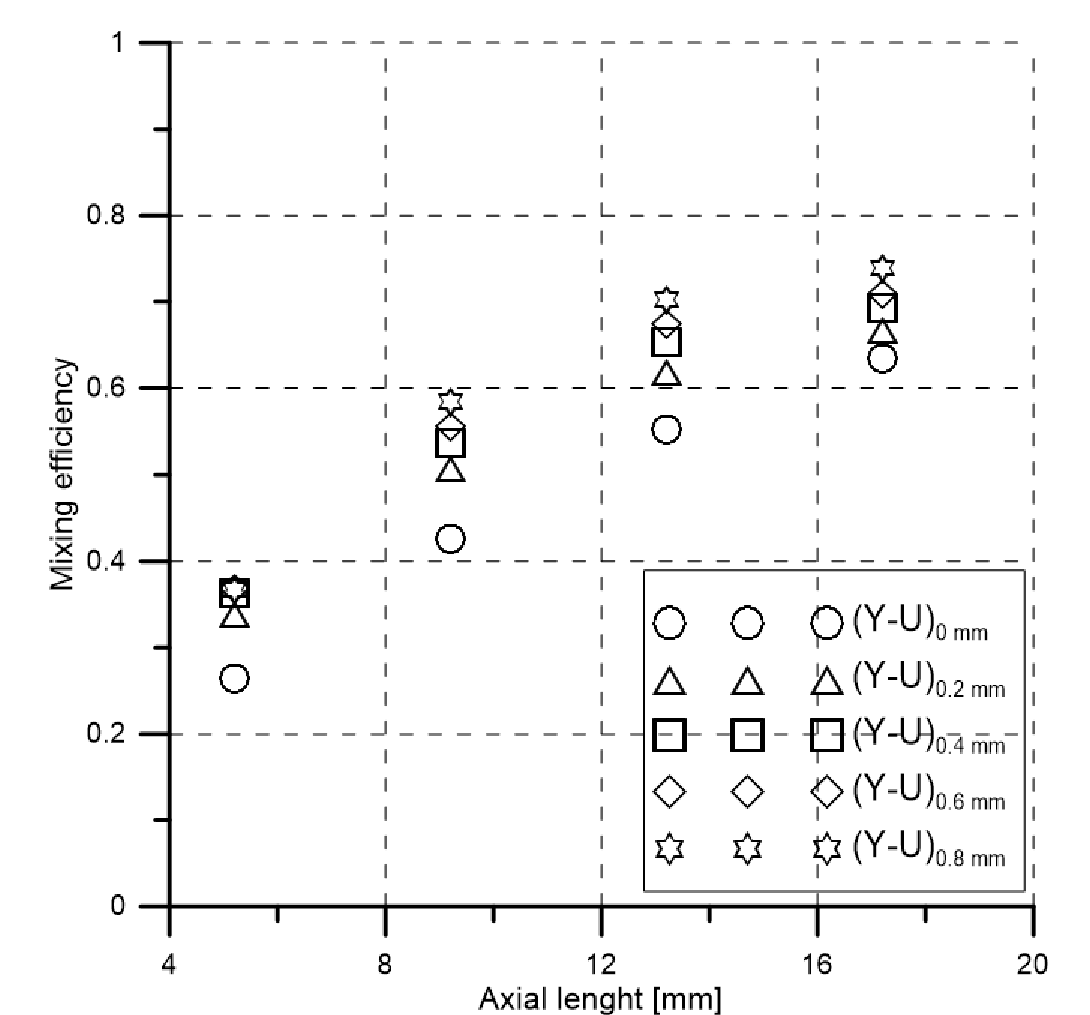 1
0.8
0.6
0.4
0.2
0
Mixing efficiency
(Y-U)0 mm
(Y-U)0.2 mm
(Y-U)0.4 mm
(Y-U)0.6 mm
(Y-U)0.8 mm
4 8 12 16 20
Axial lenght [mm]